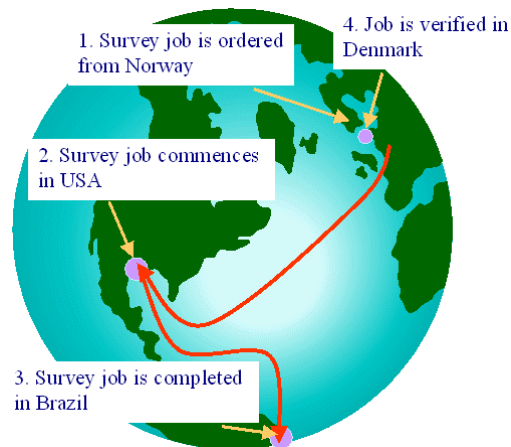 1. Survey job is ordered
from Norway
4. Job is verified in
Denmark
2. Survey job commences
in USA
3. Survey job is completed
in Brazil